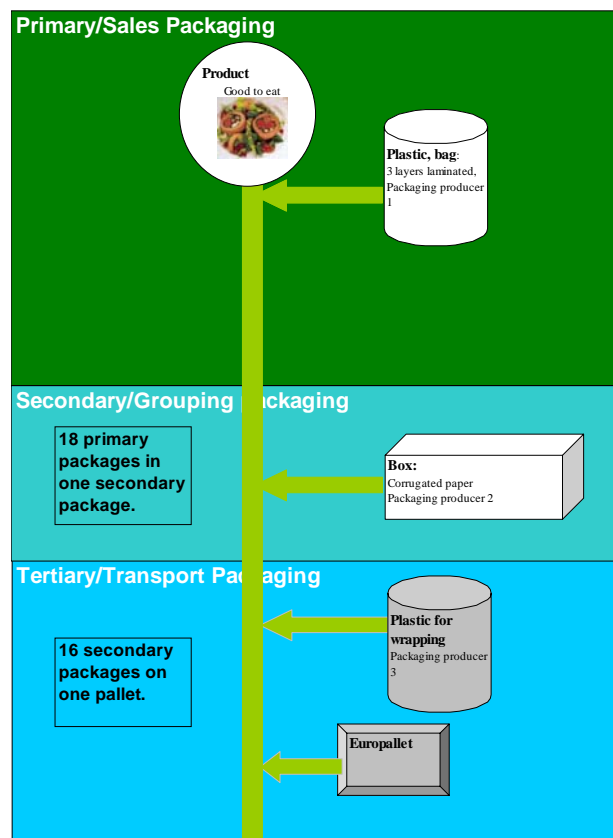 Primary/Sales Packaging
Product
Good to eat
Plastic, bag:
3 layers laminated,
Packaging producer
1
Secondary/Grouping packaging
18 primary
packages in
one secondary
package.
Box:
Corrugated paper
Packaging producer 2
Tertiary/Transport Packaging
Plastic for
wrapping
Packaging producer
3
16 secondary
packages on
one pallet.
Europallet